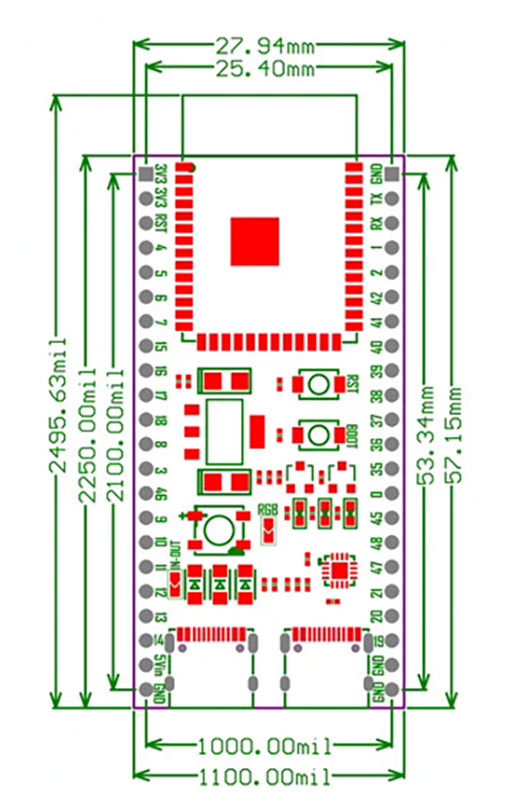 27.94mm
25.40mm
3V3 GND
3V3 TX
RST RX
4 1
5 2
6 42
7 41
15 40
16 RST 39
17 38
18 37
8 BOOT 36
3 35
46 0
9 RGB 45
10 48
IN-OUT
11 47
12 21
13 20
14 19
5Vin GND
GND GND
2495.63mil
2250.00mil
2100.00mil
53.34mm
57.15mm
1000.00mil
1100.00mil